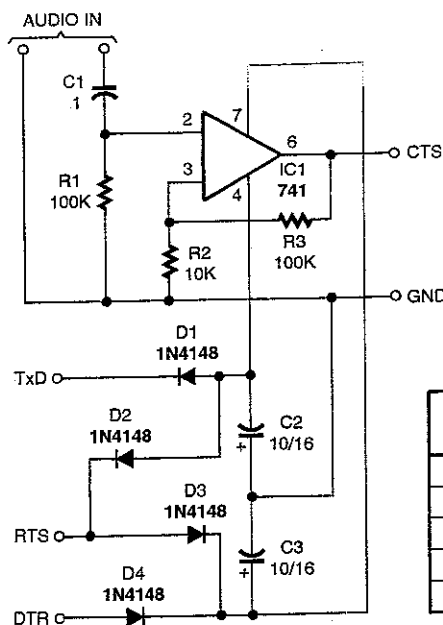 AUDIO IN
C1
.1
2
7
6
CTS
3
IC1
741
4
R1
100K
R2
10K
R3
100K
GND
D1
1N4148
TxD
D2
1N4148
C2
10/16
+
D3
1N4148
RTS
C3
10/16
+
D4
1N4148
DTR